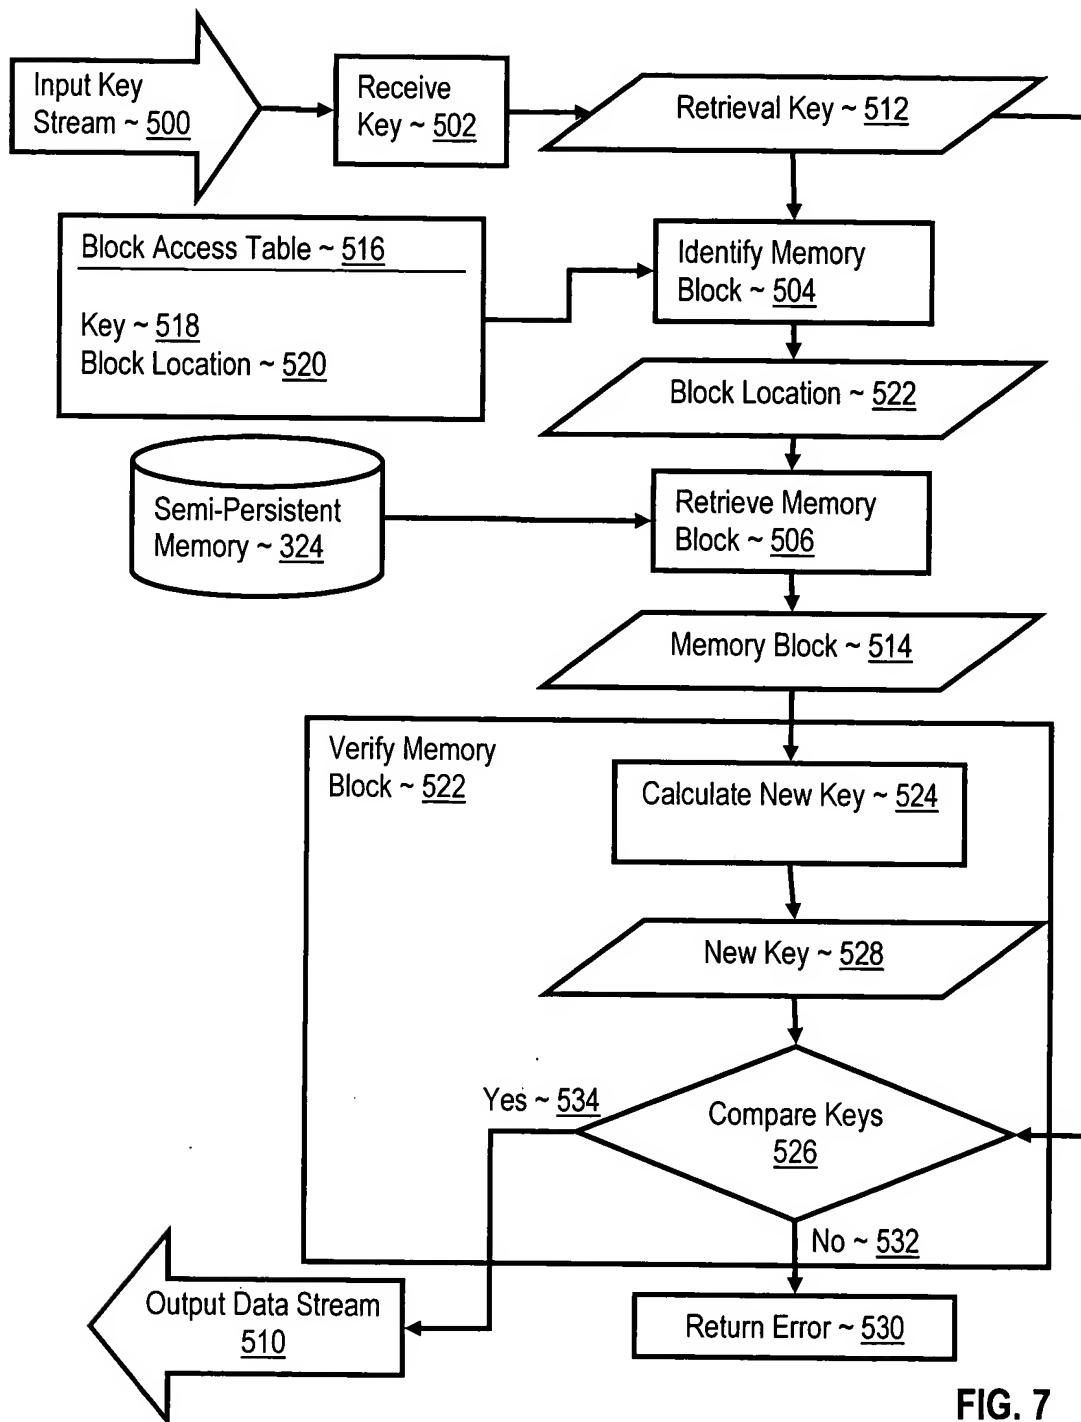 Input Key
Stream ~ 500
Receive
Key ~ 502
Retrieval Key ~ 512
Block Access Table ~ 516
Key ~ 518
Block Location ~ 520
Identify Memory
Block ~ 504
Block Location ~ 522
Semi-Persistent
Memory ~ 324
Retrieve Memory
Block ~ 506
Memory Block ~ 514
Verify Memory
Block ~ 522
Calculate New Key ~ 524
New Key ~ 528
Yes ~ 534
Compare Keys
526
No ~ 532
Output Data Stream
510
Return Error ~ 530
FIG. 7